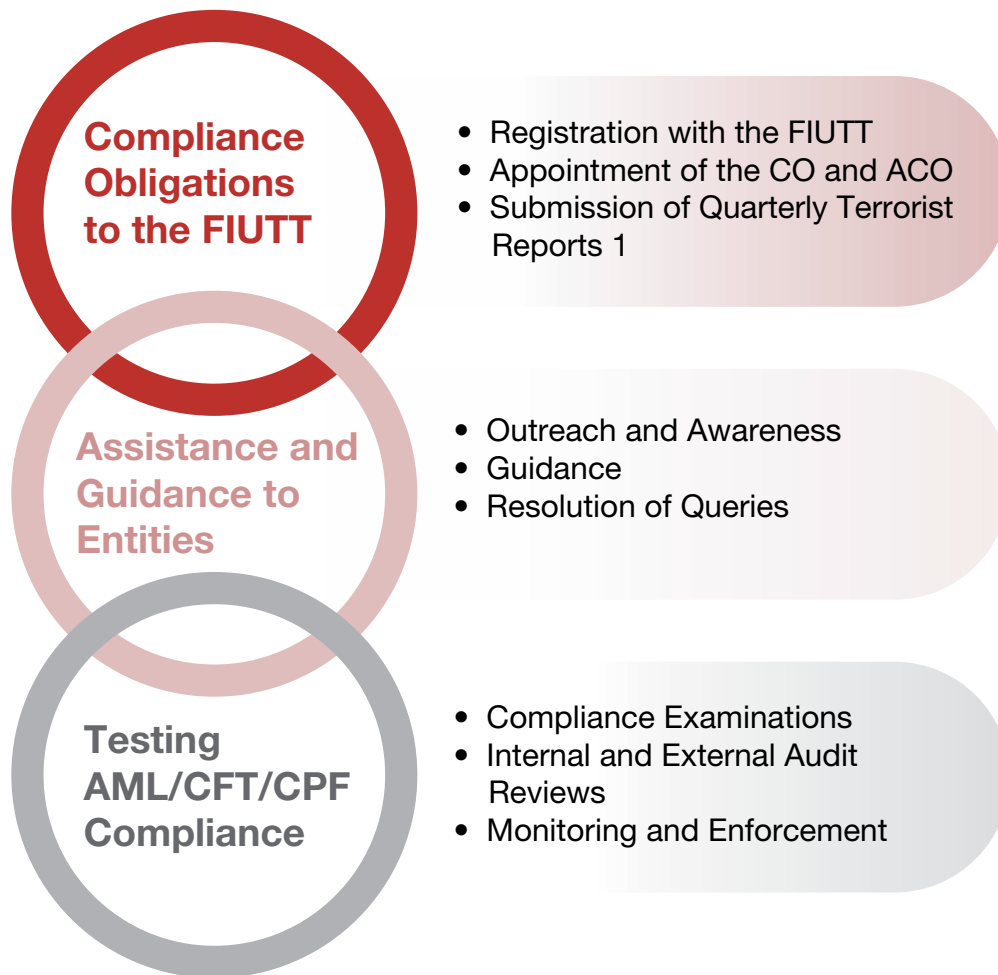 Compliance
Obligations
to the FIUTT
• Registration with the FIUTT
• Appointment of the CO and ACO
• Submission of Quarterly Terrorist
Reports 1
Assistance and
Guidance to
Entities
• Outreach and Awareness
• Guidance
• Resolution of Queries
Testing
AML/CFT/CPF
Compliance
• Compliance Examinations
• Internal and External Audit
Reviews
• Monitoring and Enforcement